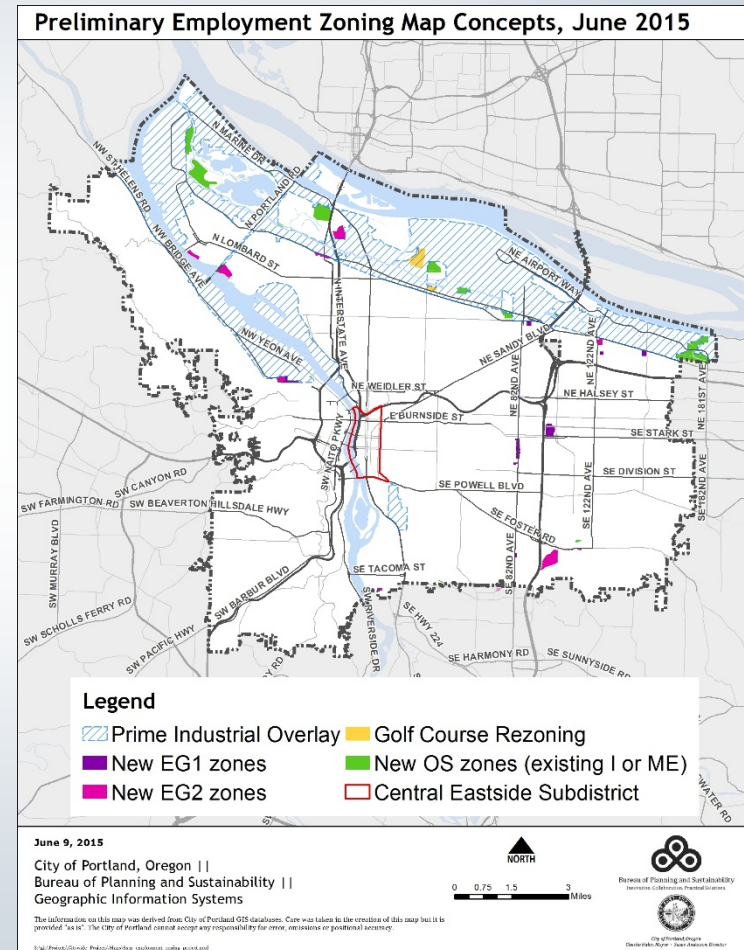 Preliminary Employment Zoning Map Concepts, June 2015
N MARINE DR
NW ST HELENS RD
N PORTLAND RD
NW BRIDGE AVE
N LOMBARD ST
NE AIRPORT WAY
N INTERSTATE AVE
NW YEON AVE
NE SANDY BLVD
NE 122ND AVE
NE 82ND AVE
NE 181ST AVE
NE WEIDLER ST
NE HALSEY ST
E BURNSIDE ST
SE STARK ST
SW NAITO PKWY
SE DIVISION ST
SW CANYON RD
SE POWELL BLVD
SW FARMINGTON RD
SW BEAVERTON HILLSDALE HWY
SE 122ND AVE
SE 182ND AVE
SE FOSTER RD
SW MURRAY BLVD
SE 82ND AVE
SE TACOMA ST
SW BARBUR BLVD
SW SCHOLLS FERRY RD
SW RIVERSIDE DR
SE HWY 224
SW PACIFIC HWY
SE HARMONY RD
SE SUNNYSIDE RD
RY RD
Legend
Prime Industrial Overlay
Golf Course Rezoning
New EG1 zones
New OS zones (existing I or ME)
New EG2 zones
Central Eastside Subdistrict
WATER RD
June 9, 2015
City of Portland, Oregon ||
Bureau of Planning and Sustainability ||
Geographic Information Systems
The information on this map was derived from City of Portland GIS databases. Care was taken in the creation of this map but it is
provided "as is". The City of Portland cannot accept any responsibility for error, omissions or positional accuracy.
NORTH
0 0.75 1.5 3
Miles
Bureau of Planning and Sustainability
Innovation. Collaboration. Practical Solutions.
City of Portland, Oregon